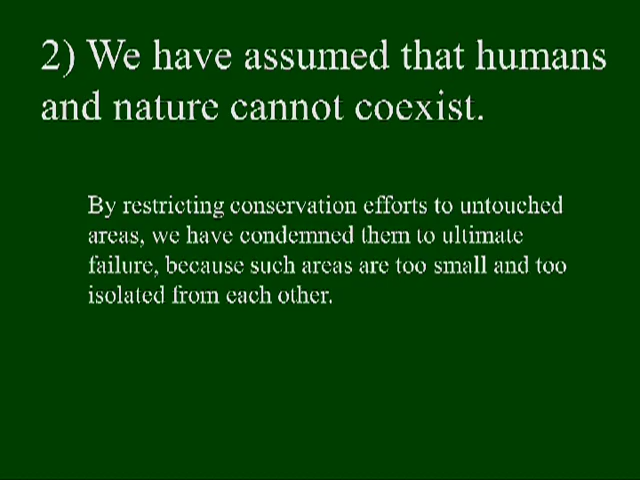 2) We have assumed that humans
and nature cannot coexist.
By restricting conservation efforts to untouched
areas, we have condemned them to ultimate
failure, because such areas are too small and too
isolated from each other.